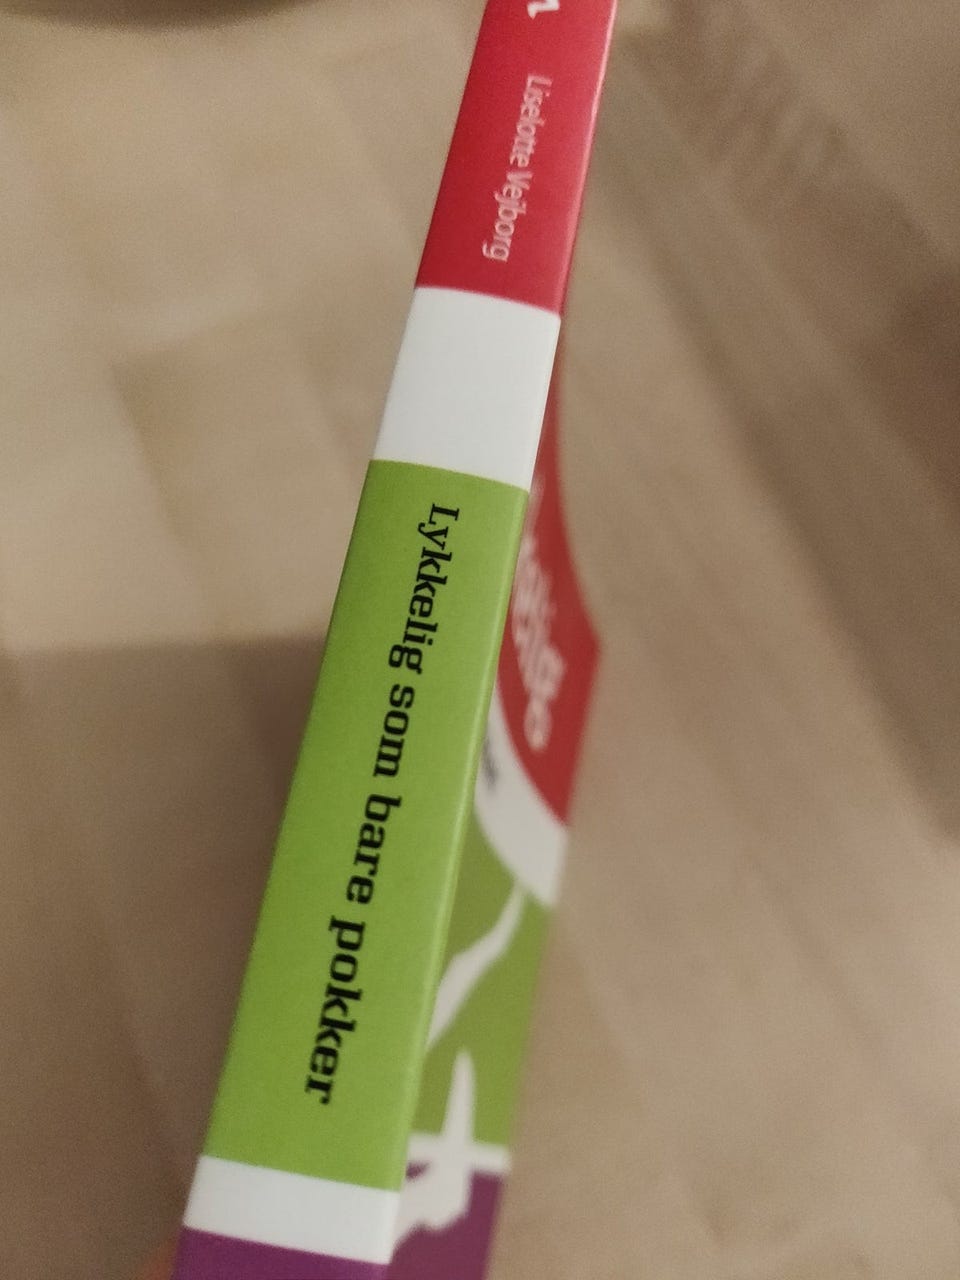 Liselotte Vejborg
Lykkelig som bare pokker